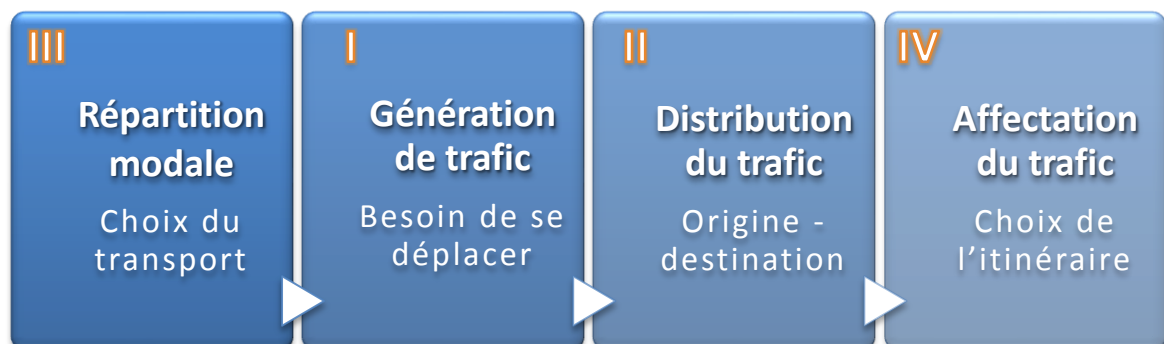 III
Répartition
modale
Choix du
transport
I
Génération
de trafic
Besoin de se
déplacer
II
Distribution
du trafic
Origine -
destination
IV
Affectation
du trafic
Choix de
l'itinéraire